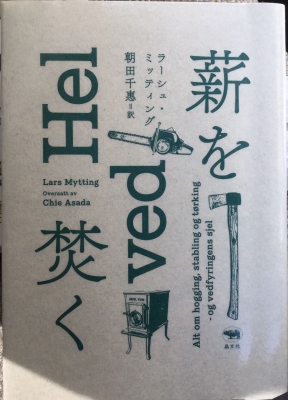 薪を
焚く
Hel
ved
ラーシュ・
ミッティング
朝田千惠=訳
Lars Mytting
Oversatt av
Chie Asada
Alt om hogging, stabling og tørking
- og vedfyringens sjel
晶文社